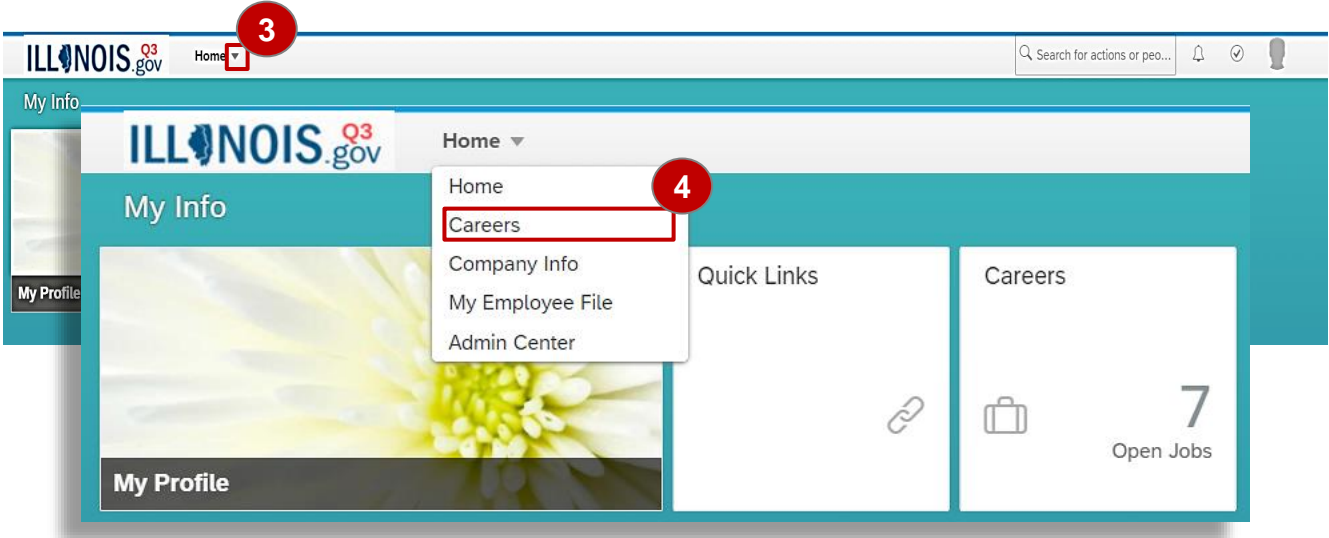 3
ILLINOIS.gov Q3
Home
Search for actions or peo...
My Info
My Profile
ILLINOIS.gov Q3
Home
Home
4
Careers
Company Info
My Employee File
Admin Center
My Info
My Profile
Quick Links
Careers
7
Open Jobs